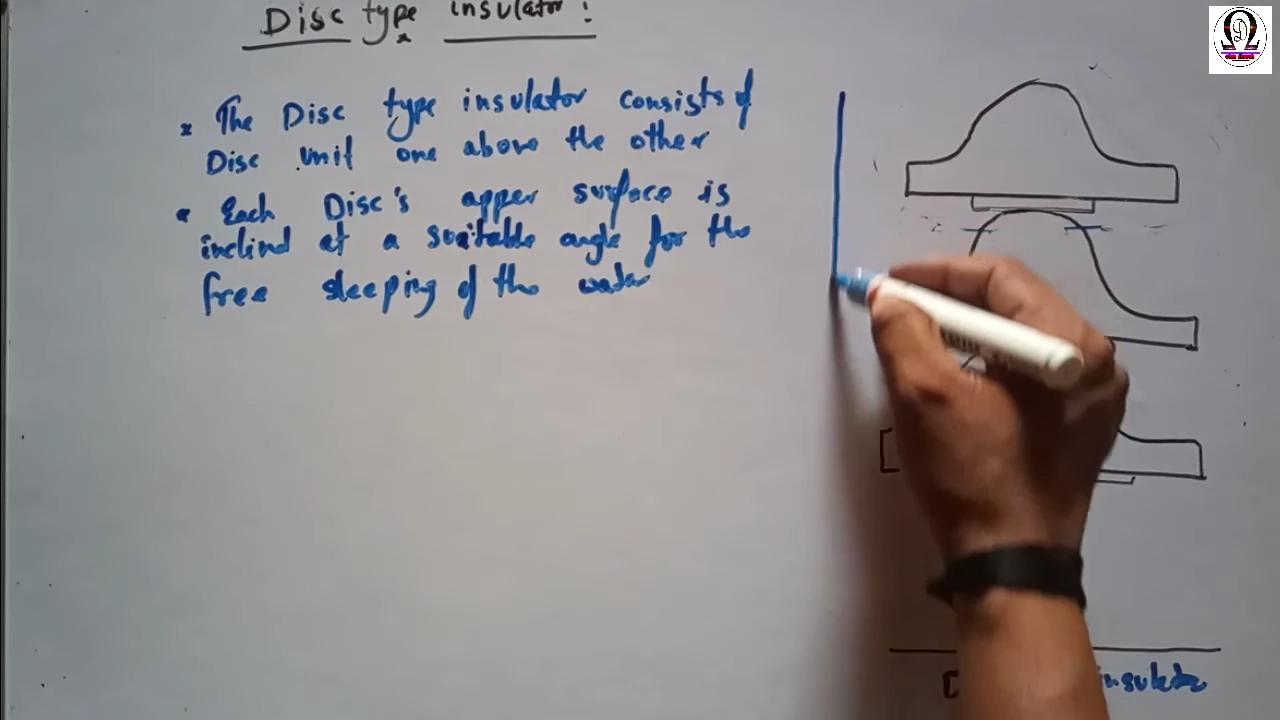 Disc type insulator:
The Disc type insulator consists of
Disc unit one above the other
Each Disc's apper surface is
inclind at a suitable angle for the
free sleeping of the water
D insulator